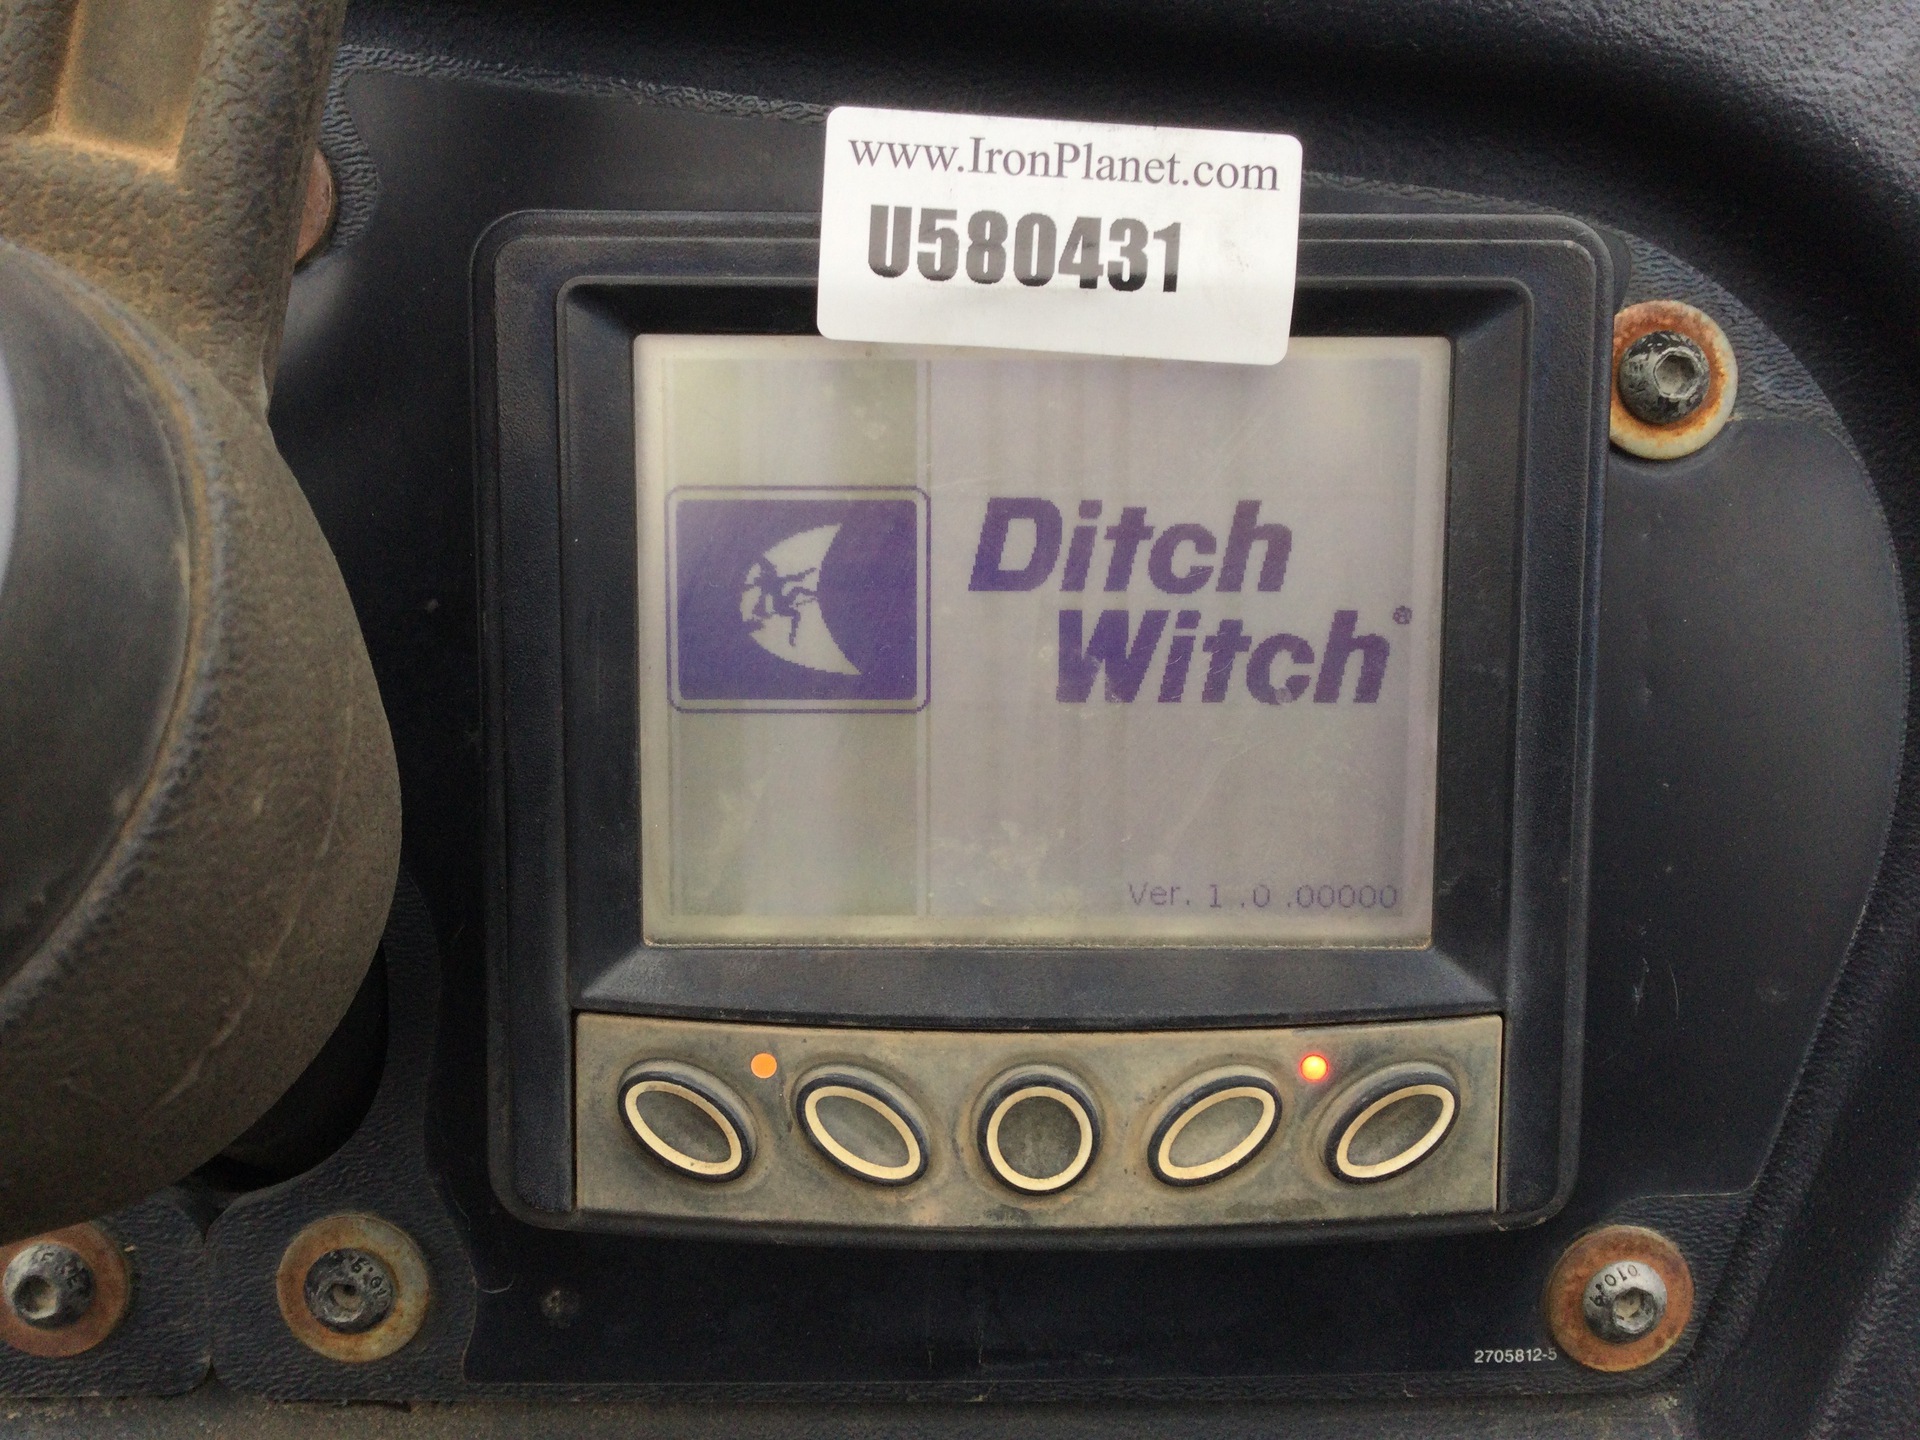 www.IronPlanet.com
U580431
Ditch
Witch®
Ver. 1 .0 .00000
2705812-5